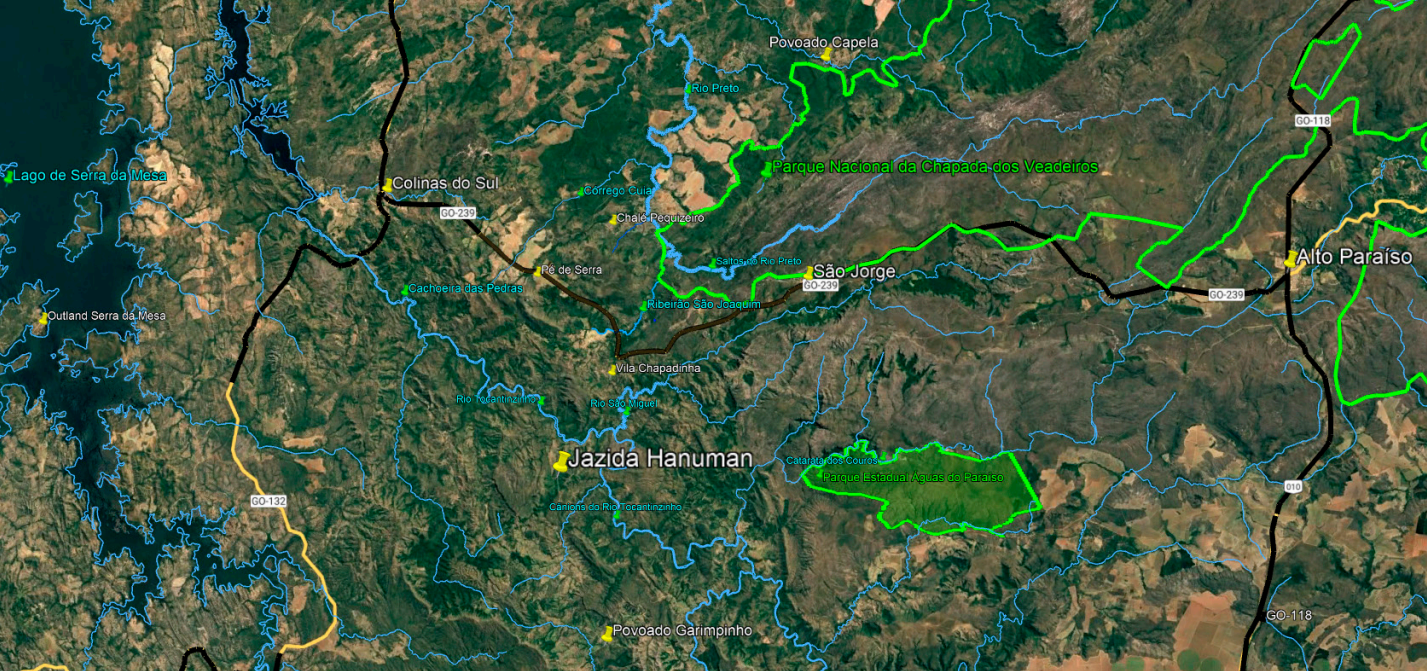 Povoado Capela
Rio Preto
GO-118
Parque Nacional da Chapada dos Veadeiros
Lago de Serra da Mesa
Colinas do Sul
Córrego Cuia
GO-239
Chalé Pequizeiro
Alto Paraíso
Saltos do Rio Preto
Pé de Serra
São Jorge
GO-239
Cachoeira das Pedras
GO-239
Ribeirão São Joaquim
Outland Serra da Mesa
Vila Chapadinha
Rio Tocantinzinho
Rio São Miguel
Jazida Hanuman
Catarata dos Couros
Parque Estadual Águas do Paraíso
010
GO-132
Cânions do Rio Tocantinzinho
GO-118
Povoado Garimpinho